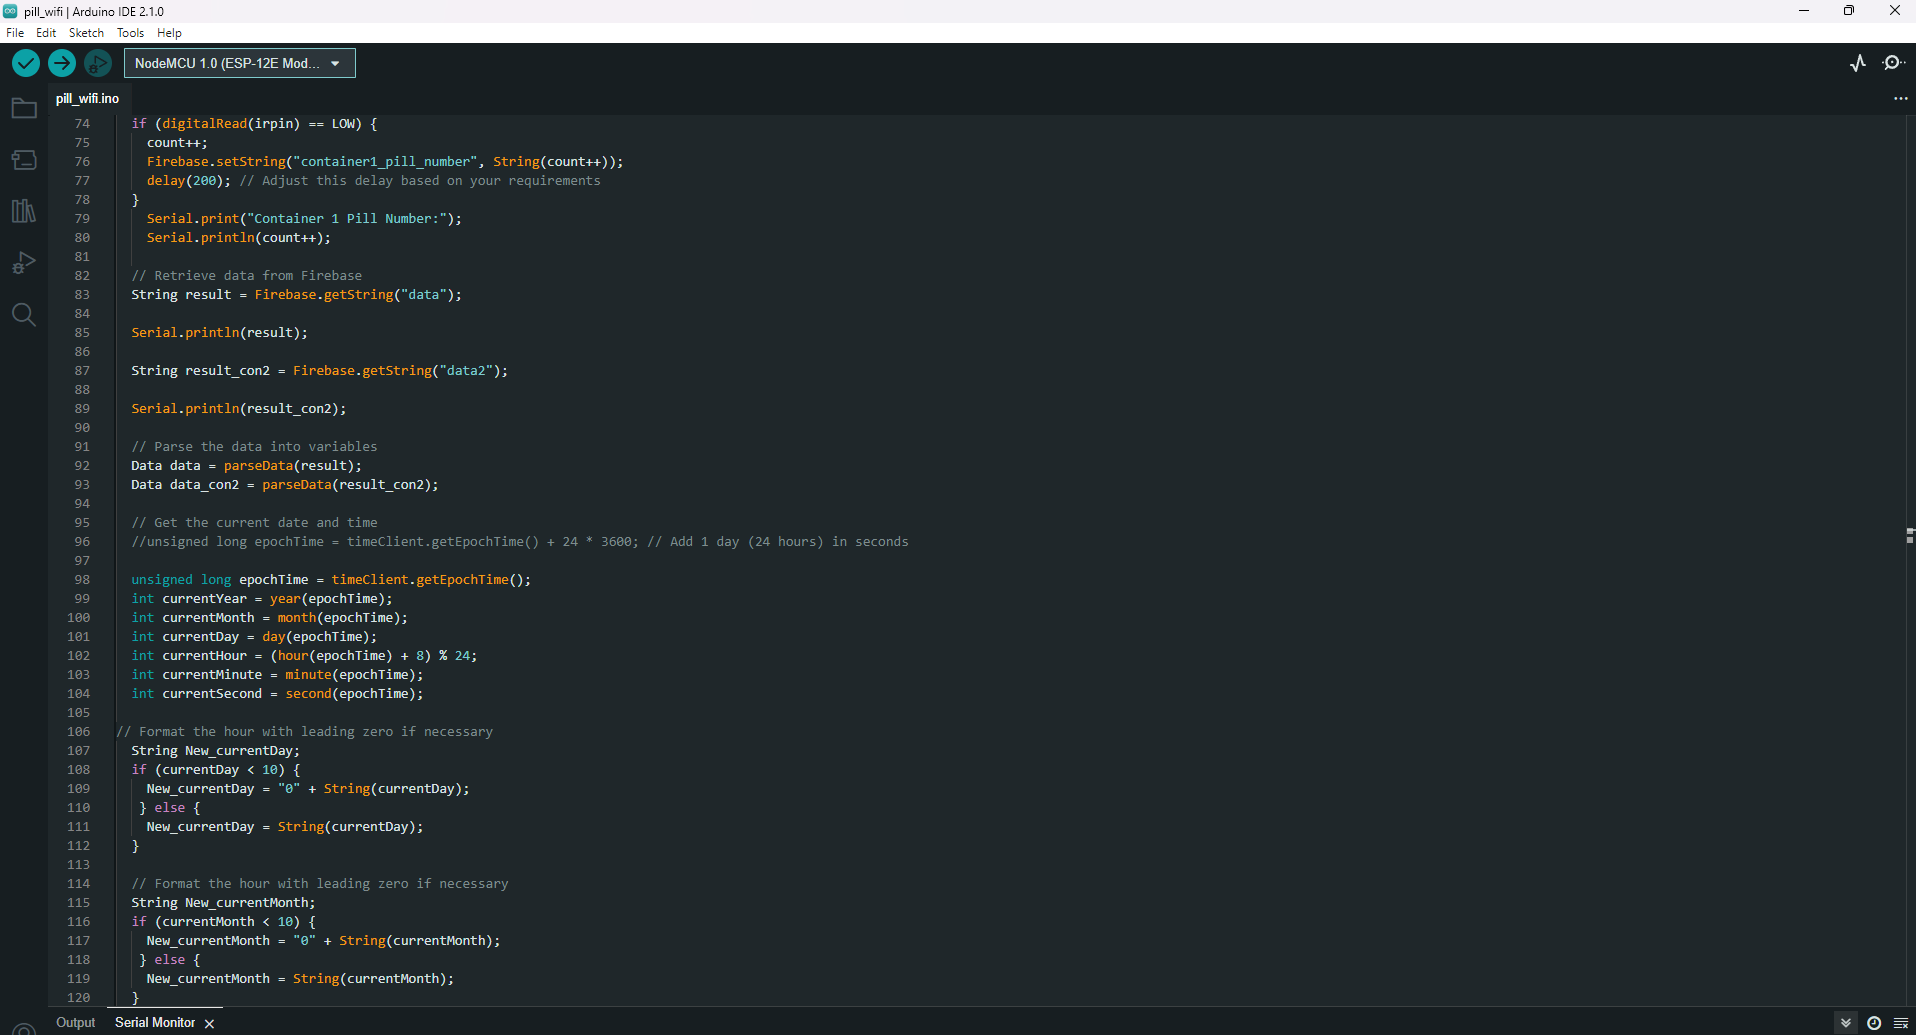 pill_wifi | Arduino IDE 2.1.0
File Edit Sketch Tools Help
NodeMCU 1.0 (ESP-12E Mod...
pill_wifi.ino
74 if (digitalRead(irpin) == LOW) {
75 count++;
76 Firebase.setString("container1_pill_number", String(count++));
77 delay(200); // Adjust this delay based on your requirements
78 }
79 Serial.print("Container 1 Pill Number:");
80 Serial.println(count++);
81
82 // Retrieve data from Firebase
83 String result = Firebase.getString("data");
84
85 Serial.println(result);
86
87 String result_con2 = Firebase.getString("data2");
88
89 Serial.println(result_con2);
90
91 // Parse the data into variables
92 Data data = parseData(result);
93 Data data_con2 = parseData(result_con2);
94
95 // Get the current date and time
96 //unsigned long epochTime = timeClient.getEpochTime() + 24 * 3600; // Add 1 day (24 hours) in seconds
97
98 unsigned long epochTime = timeClient.getEpochTime();
99 int currentYear = year(epochTime);
100 int currentMonth = month(epochTime);
101 int currentDay = day(epochTime);
102 int currentHour = (hour(epochTime) + 8) % 24;
103 int currentMinute = minute(epochTime);
104 int currentSecond = second(epochTime);
105
106 // Format the hour with leading zero if necessary
107 String New_currentDay;
108 if (currentDay < 10) {
109 New_currentDay = "0" + String(currentDay);
110 } else {
111 New_currentDay = String(currentDay);
112 }
113
114 // Format the hour with leading zero if necessary
115 String New_currentMonth;
116 if (currentMonth < 10) {
117 New_currentMonth = "0" + String(currentMonth);
118 } else {
119 New_currentMonth = String(currentMonth);
120 }
Output Serial Monitor